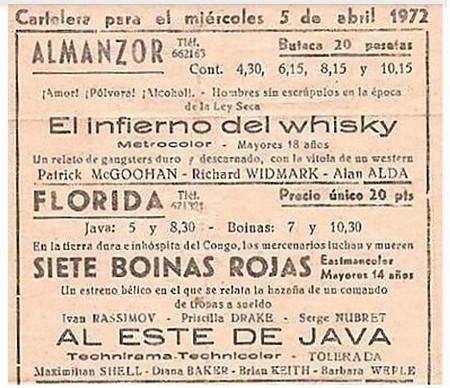 Cartelera para el miércoles 5 de abril 1972
ALMANZOR Tléf. 662163 Butaca 20 pesetas
Cont. 4,30, 6,15, 8,15 y 10,15
¡Amor! ¡Pólvora! ¡Alcohol!. - Hombres sin escrúpulos en la época
de la Ley Seca
El infierno del whisky
Metrocolor - Mayores 18 años
Un relato de gangsters duro y descarnado, con la vitola de un western
Patrick McGOOHAN - Richard WIDMARK - Alan ALDA
FLORIDA Tléf. Precio único 20 pts
Java: 5 y 8,30 - Boinas: 7 y 10,30
En la tierra dura e inhóspita del Congo, los mercenarios luchan y mueren
SIETE BOINAS ROJAS Eastmancolor
Mayores 14 años
Un estreno bélico en el que se relata la hazaña de un comando
de tropas a sueldo
Ivan RASSIMOV - Priscilla DRAKE - Serge NUBRET
AL ESTE DE JAVA
Technirama-Technicolor - TOLERADA
Maximilian SHELL - Diana BAKER - Brian KEITH - Barbara WERLE